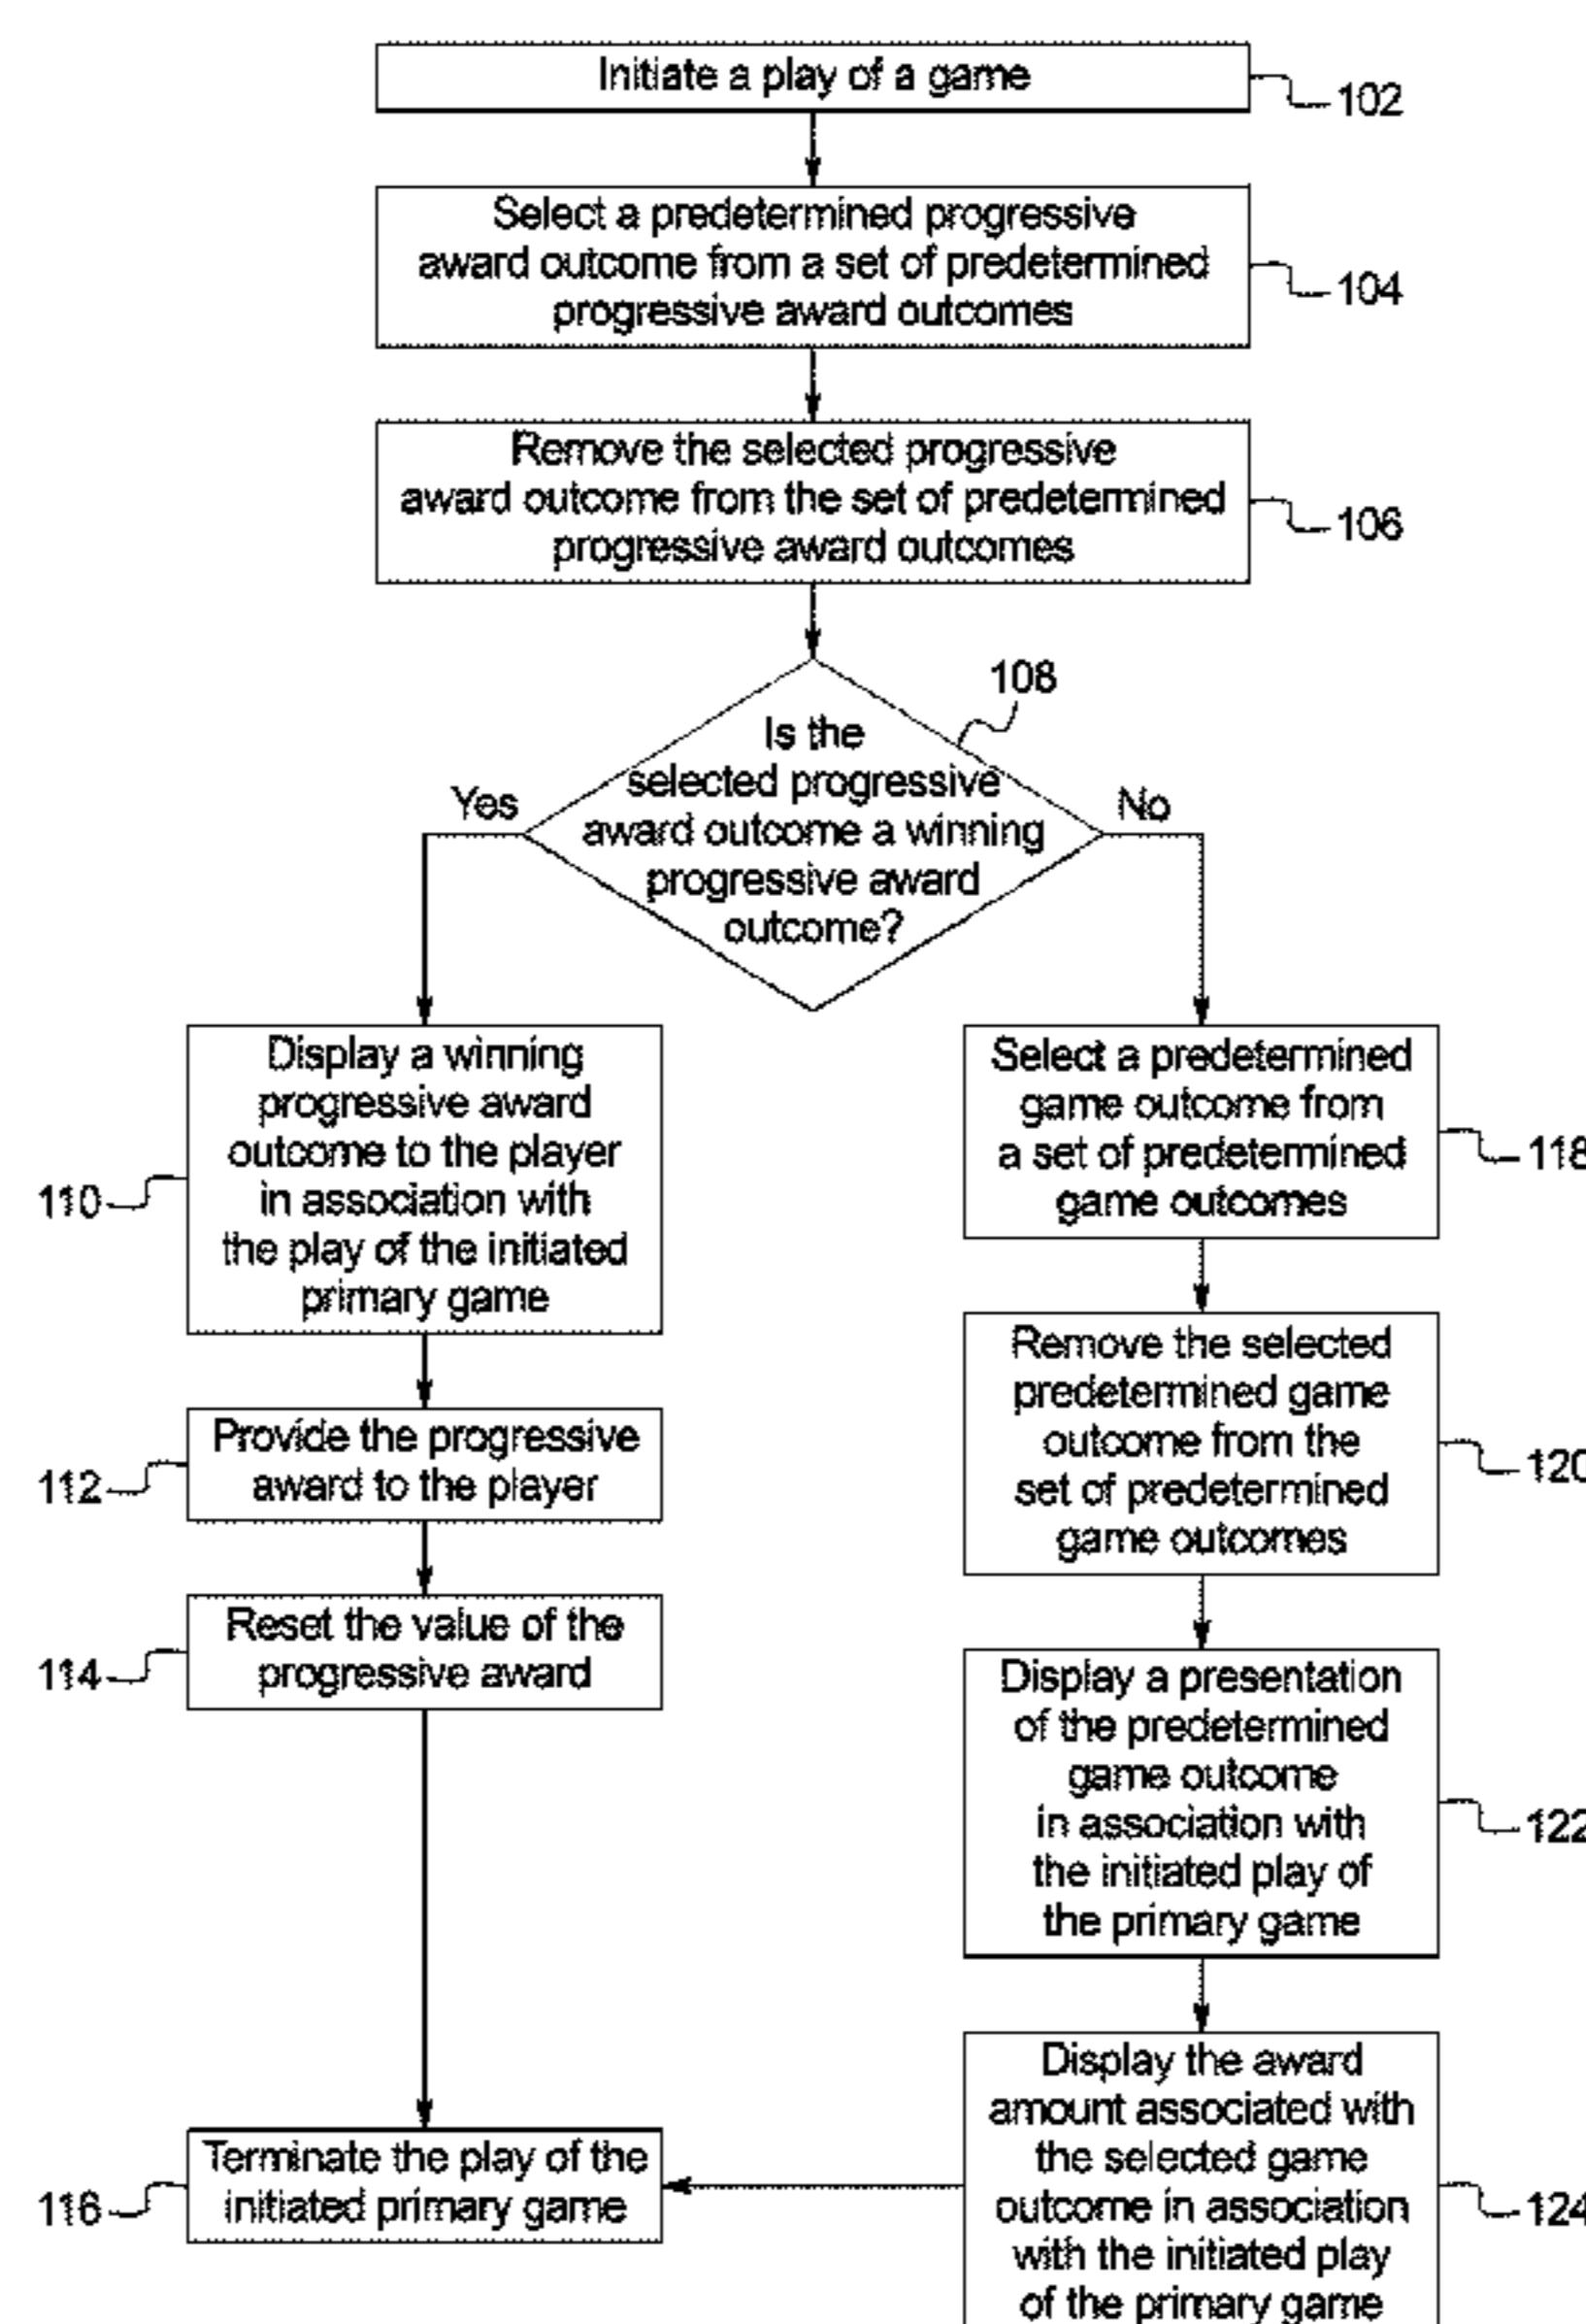 Initiate a play of a game
102
Select a predetermined progressive
award outcome from a set of predetermined
progressive award outcomes
104
Remove the selected progressive
award outcome from the set of predetermined
progressive award outcomes
106
108
Is the
selected progressive
award outcome a winning
progressive award
outcome?
Yes
No
Display a winning
progressive award
outcome to the player
in association with
the play of the initiated
primary game
110
Provide the progressive
award to the player
112
Reset the value of the
progressive award
114
Terminate the play of the
initiated primary game
116
Select a predetermined
game outcome from
a set of predetermined
game outcomes
118
Remove the selected
predetermined game
outcome from the
set of predetermined
game outcomes
120
Display a presentation
of the predetermined
game outcome
in association with
the initiated play of
the primary game
122
Display the award
amount associated with
the selected game
outcome in association
with the initiated play
of the primary game
124